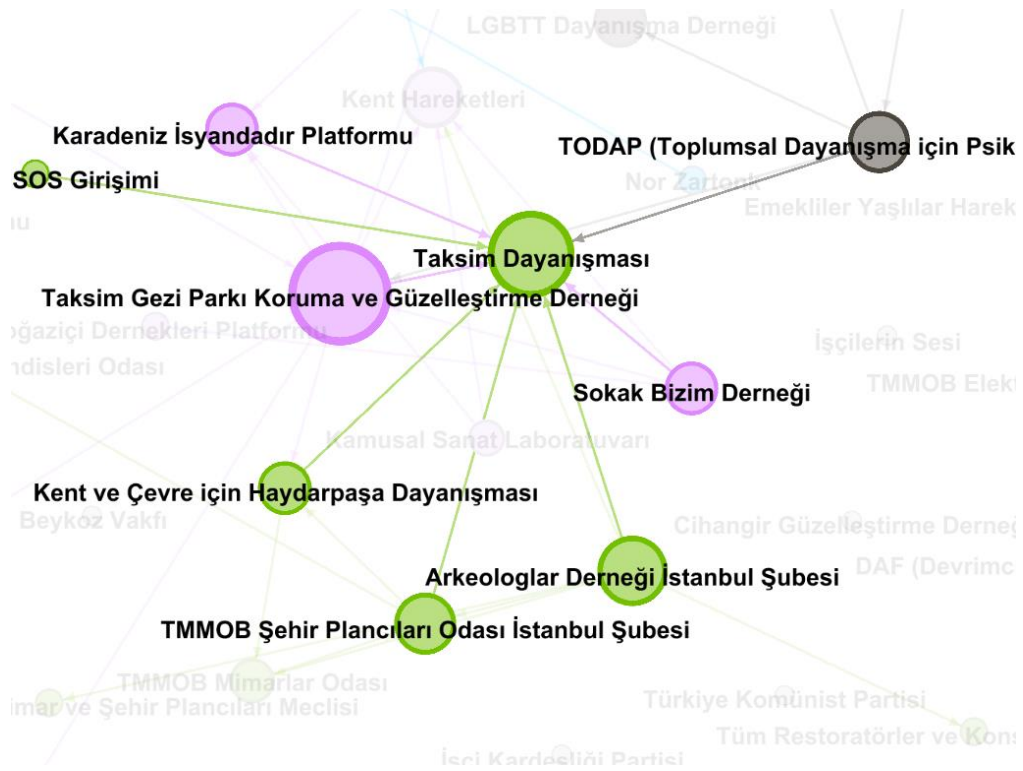 LGBTT Dayanışma Derneği
Kent Hareketleri
Karadeniz İsyandadır Platformu
TODAP (Toplumsal Dayanışma için Psik
SOS Girişimi
Nor Zartonk
Emekliler Yaşlılar Harek
Taksim Dayanışması
Taksim Gezi Parkı Koruma ve Güzelleştirme Derneği
oğaziçi Dernekleri Platformu
İşçilerin Sesi
ndisleri Odası
TMMOB Elekt
Sokak Bizim Derneği
Kamusal Sanat Laboratuvarı
Kent ve Çevre için Haydarpaşa Dayanışması
Beykoz Vakfı
Cihangir Güzelleştirme Derneğ
DAF (Devrimc
Arkeologlar Derneği İstanbul Şubesi
TMMOB Şehir Plancıları Odası İstanbul Şubesi
TMMOB Mimarlar Odası
mar ve Şehir Plancıları Meclisi
Türkiye Komünist Partisi
Tüm Restoratörler ve Kons
İşçi Kardeşliği Partisi